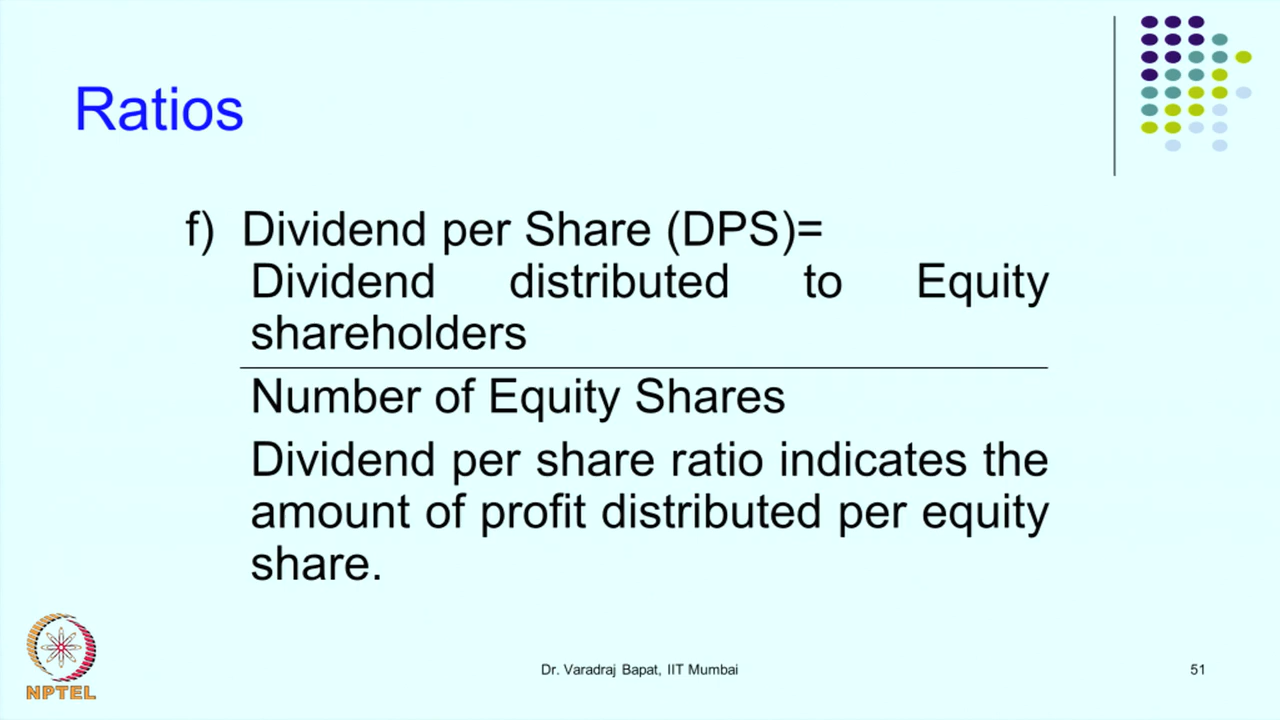 Ratios
f) Dividend per Share (DPS)=
Dividend distributed to Equity
shareholders
Number of Equity Shares
Dividend per share ratio indicates the
amount of profit distributed per equity
share.
NPTEL
Dr. Varadraj Bapat, IIT Mumbai
51